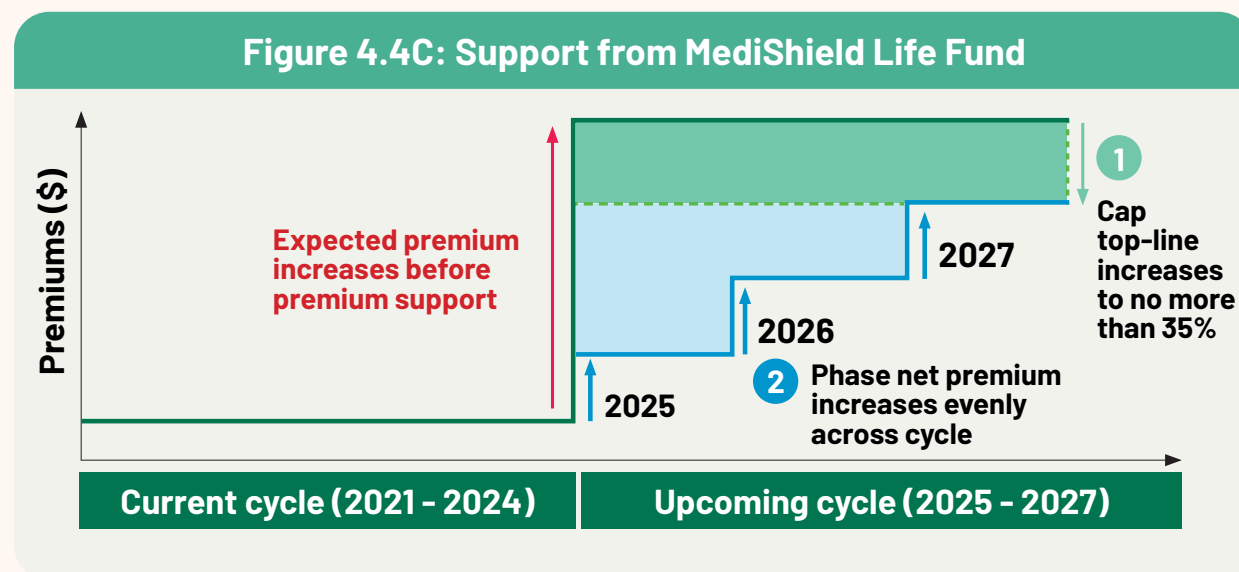 Figure 4.4C: Support from MediShield Life Fund
Premiums ($)
Expected premium
increases before
premium support
1
Cap
top-line
increases
to no more
than 35%
2027
2026
2025
2
Phase net premium
increases evenly
across cycle
Current cycle (2021 - 2024)
Upcoming cycle (2025 - 2027)